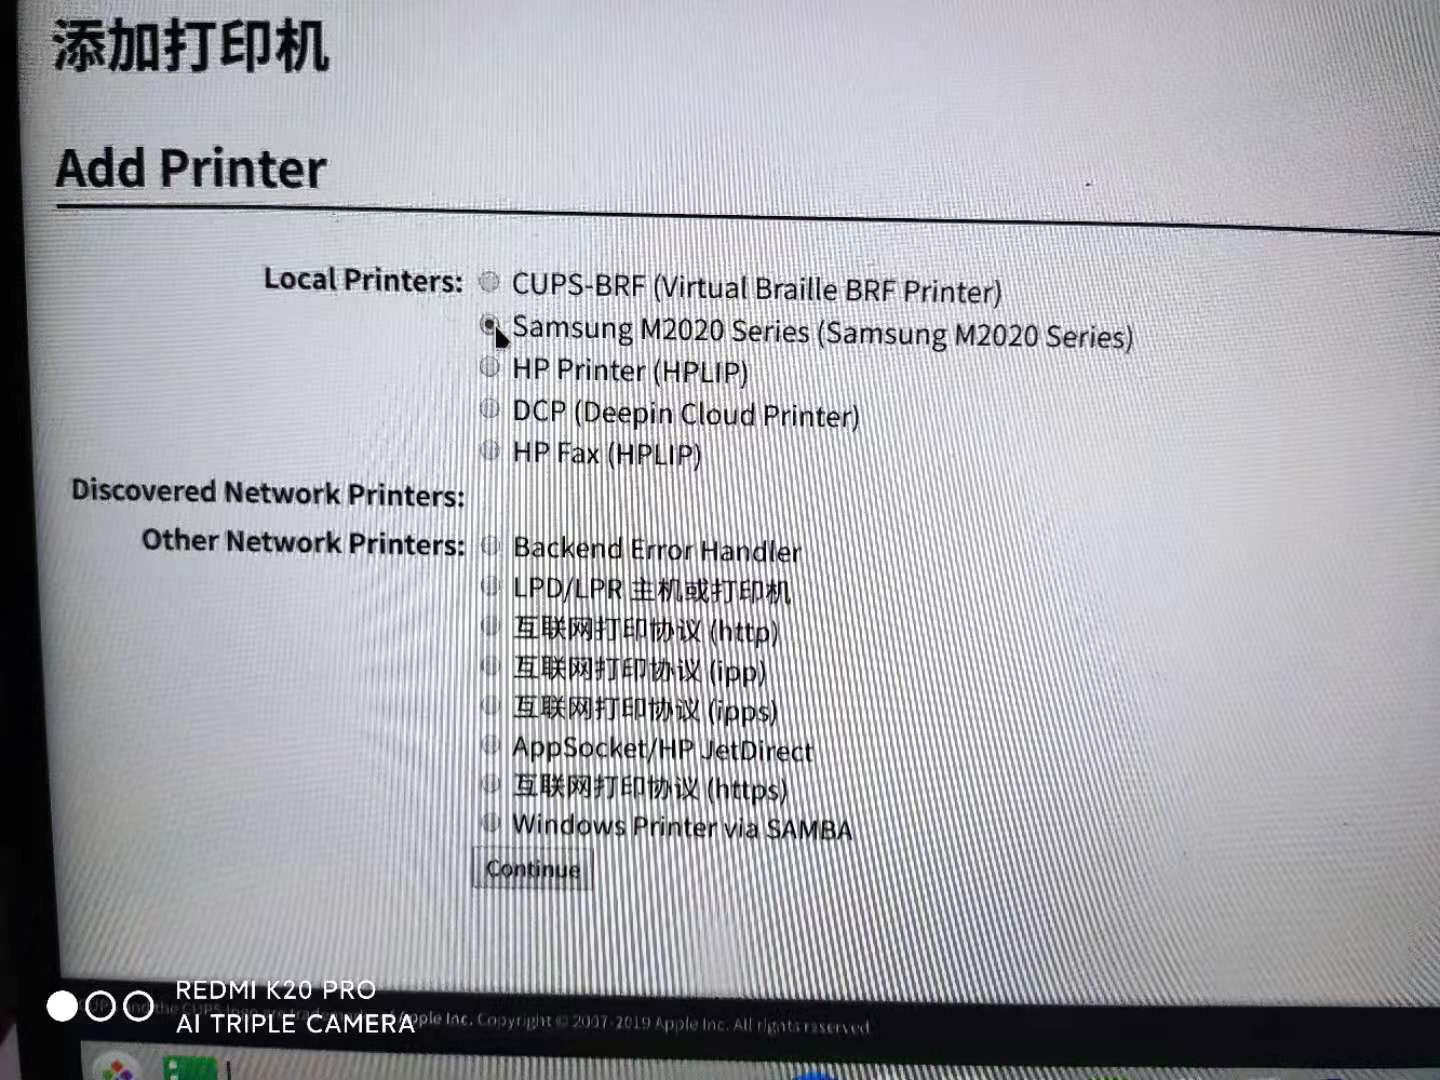 添加打印机
Add Printer
Local Printers: CUPS-BRF (Virtual Braille BRF Printer)
Samsung M2020 Series (Samsung M2020 Series)
HP Printer (HPLIP)
DCP (Deepin Cloud Printer)
HP Fax (HPLIP)
Discovered Network Printers:
Other Network Printers: Backend Error Handler
LPD/LPR 主机或打印机
互联网打印协议 (http)
互联网打印协议 (ipp)
互联网打印协议 (ipps)
AppSocket/HP JetDirect
互联网打印协议 (https)
Windows Printer via SAMBA
Continue
REDMI K20 PRO
AI TRIPLE CAMERA
and the CUPS logo are trademarks of Apple Inc. Copyright © 2007-2019 Apple Inc. All rights reserved